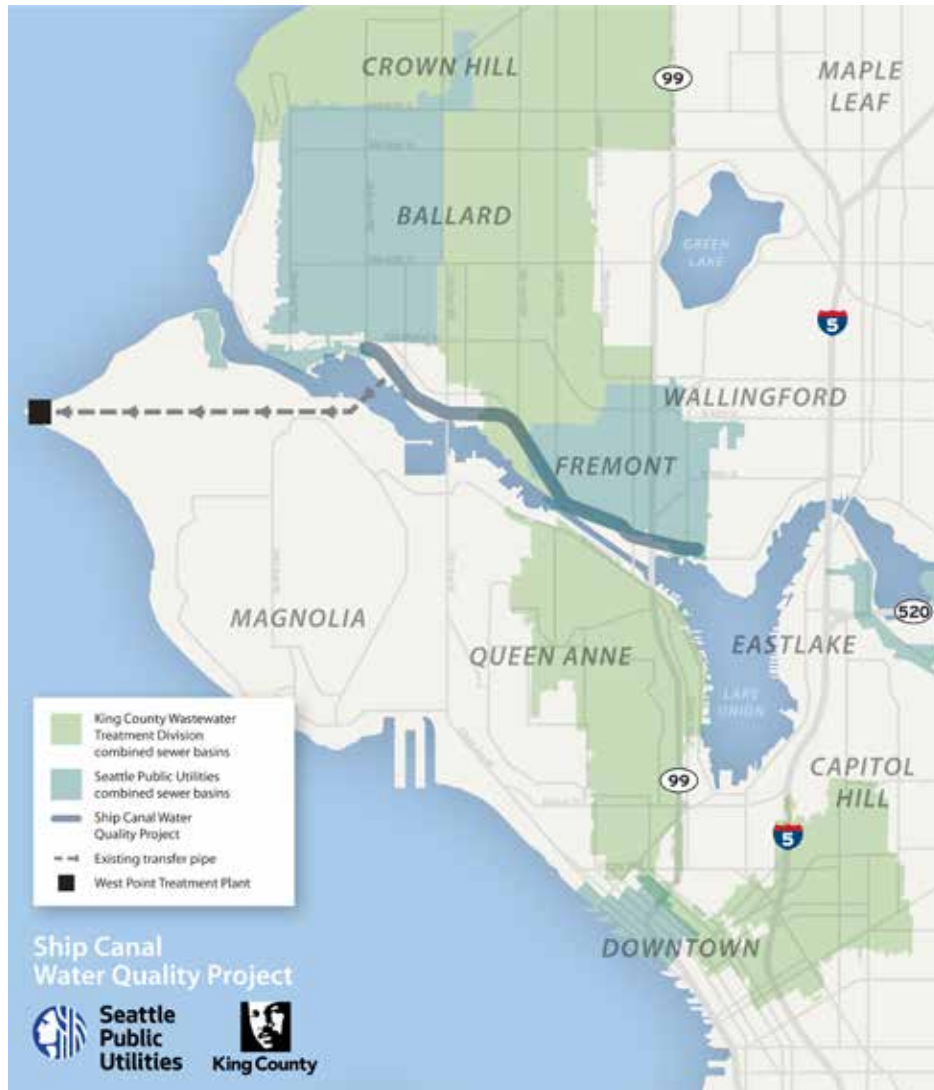 CROWN HILL
99
MAPLE
LEAF
BALLARD
GREEN
LAKE
5
WALLINGFORD
FREMONT
520
MAGNOLIA
QUEEN ANNE
EASTLAKE
LAKE
UNION
99
CAPITOL
HILL
5
DOWNTOWN
King County Wastewater
Treatment Division
combined sewer basins
Seattle Public Utilities
combined sewer basins
Ship Canal Water
Quality Project
Existing transfer pipe
West Point Treatment Plant
Ship Canal
Water Quality Project
Seattle
Public
Utilities
King County